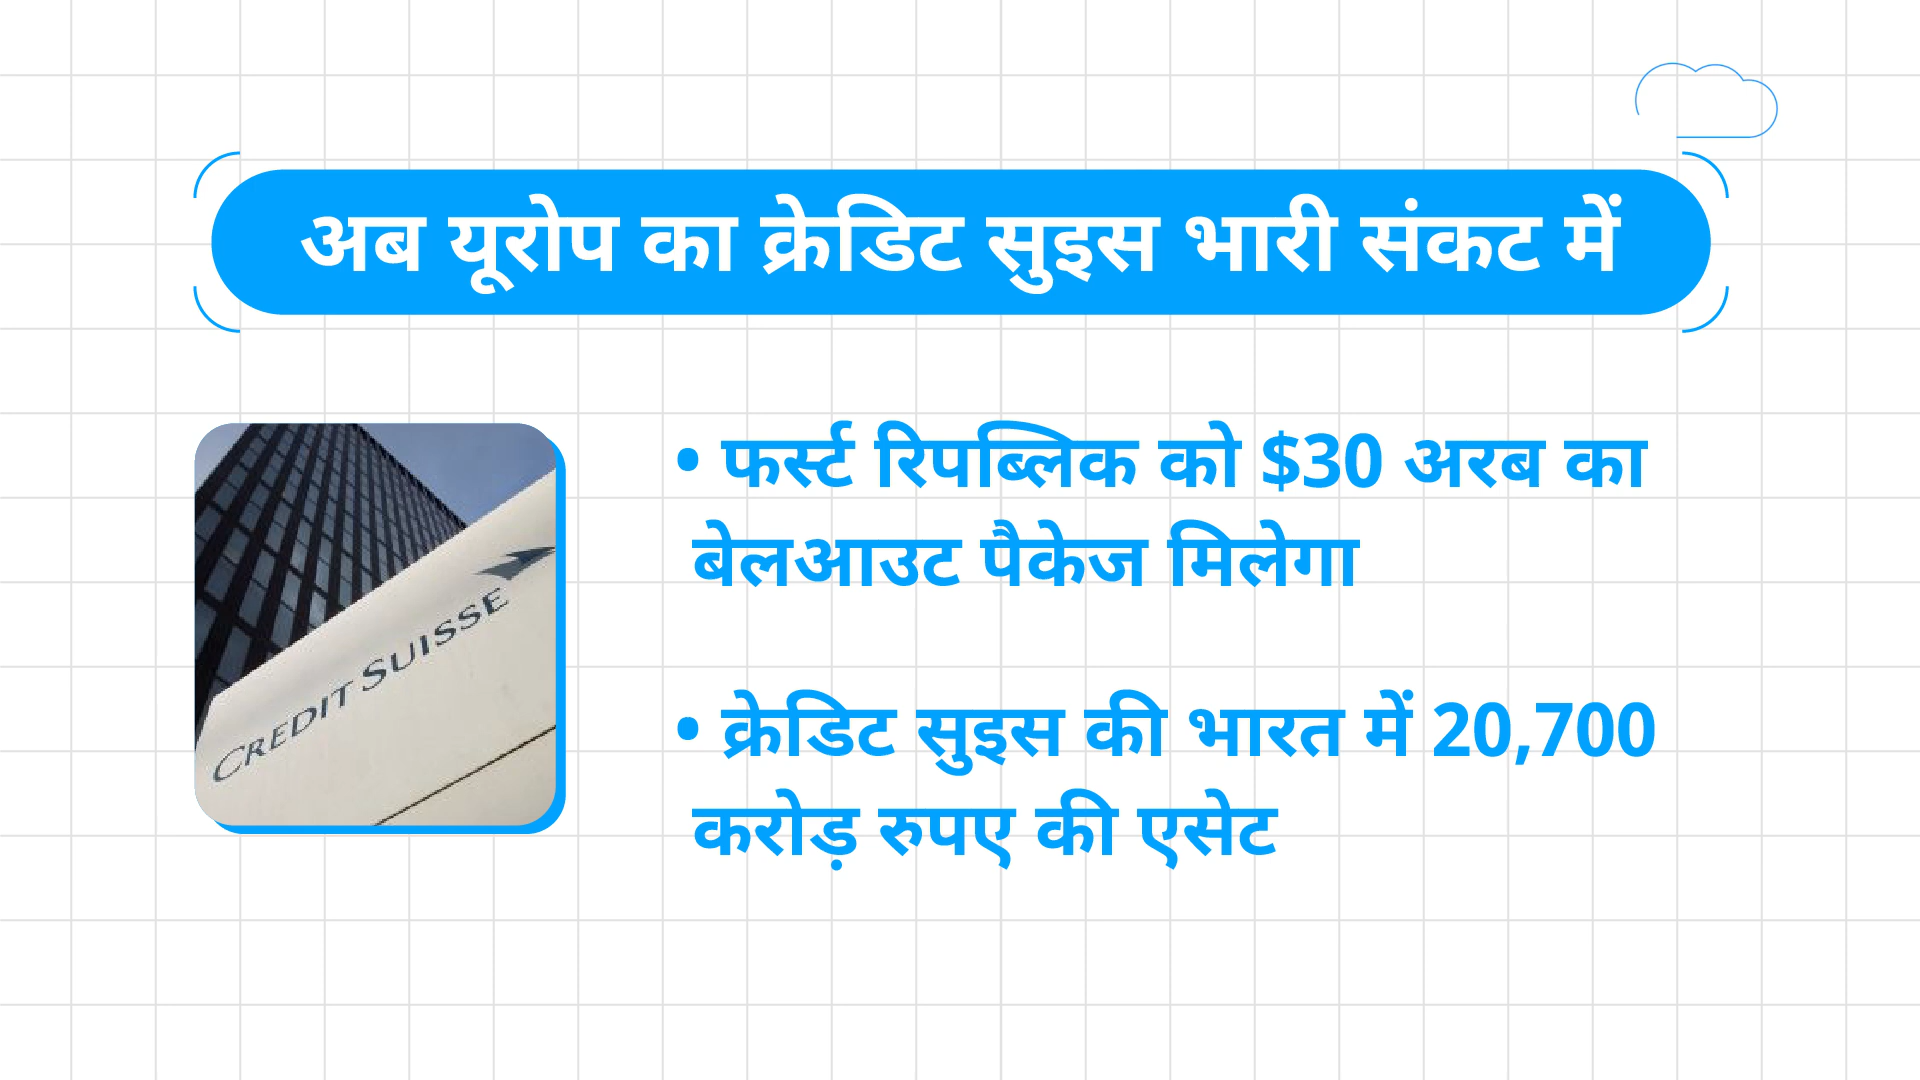 अब यूरोप का क्रेडिट सुइस भारी संकट में
• फर्स्ट रिपब्लिक को $30 अरब का
बेलआउट पैकेज मिलेगा
CREDIT SUISSE
• क्रेडिट सुइस की भारत में 20,700
करोड़ रुपए की एसेट